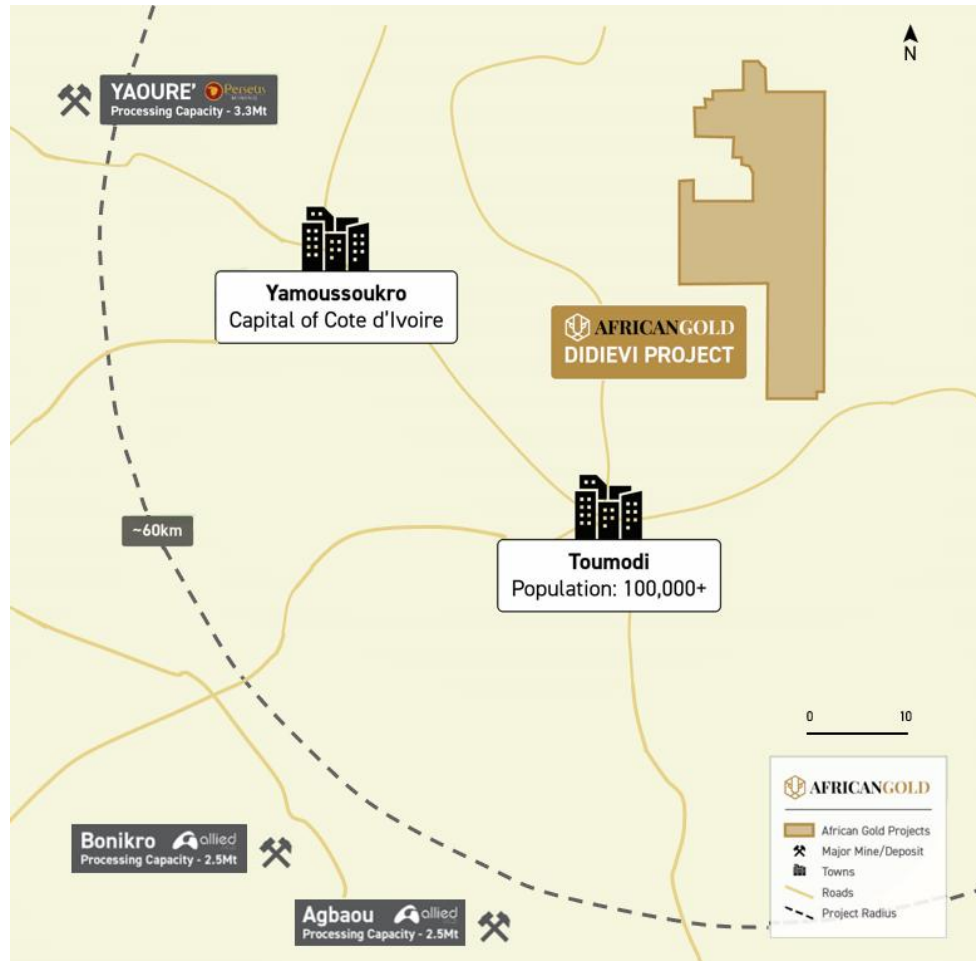 N
YAOURE’ Perseus
Processing Capacity - 3.3Mt
Yamoussoukro
Capital of Cote d’Ivoire
AFRICANGOLD
DIDIEVI PROJECT
~60km
Toumodi
Population: 100,000+
0 10
Bonikro allied
Processing Capacity - 2.5Mt
Agbaou allied
Processing Capacity - 2.5Mt
AFRICANGOLD
African Gold Projects
Major Mine/Deposit
Towns
Roads
Project Radius